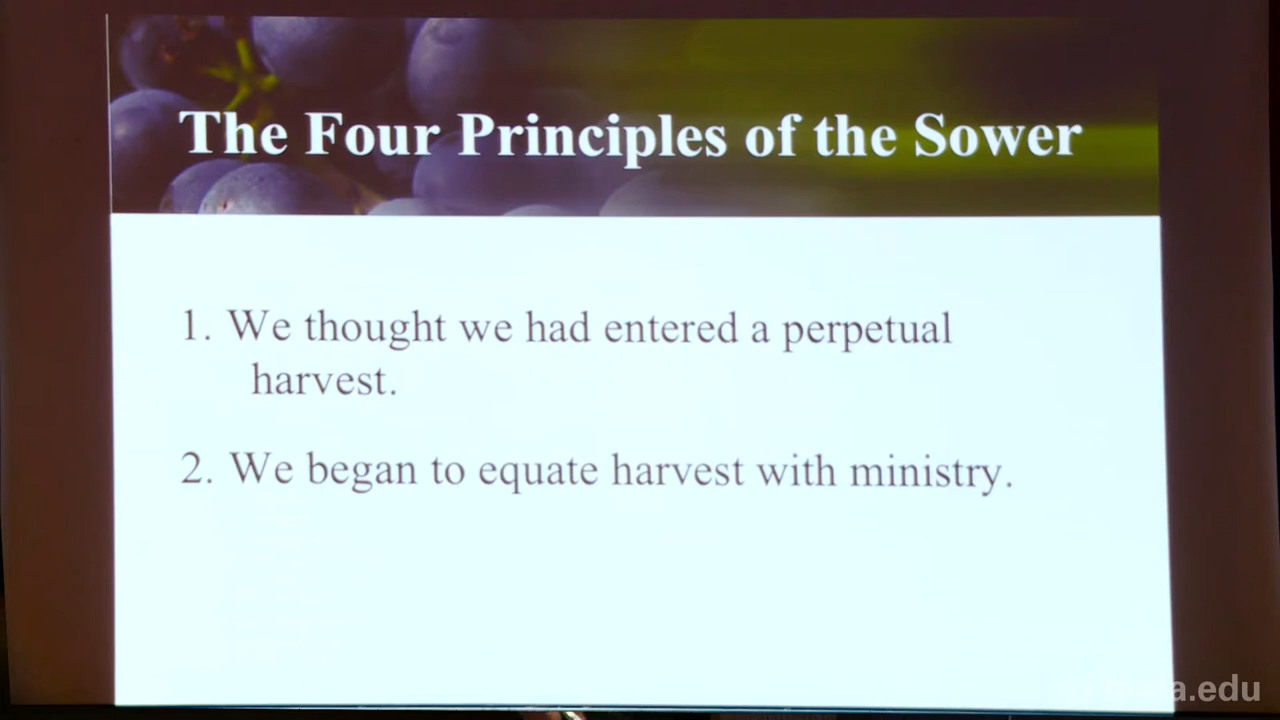 The Four Principles of the Sower
1. We thought we had entered a perpetual
harvest.
2. We began to equate harvest with ministry.